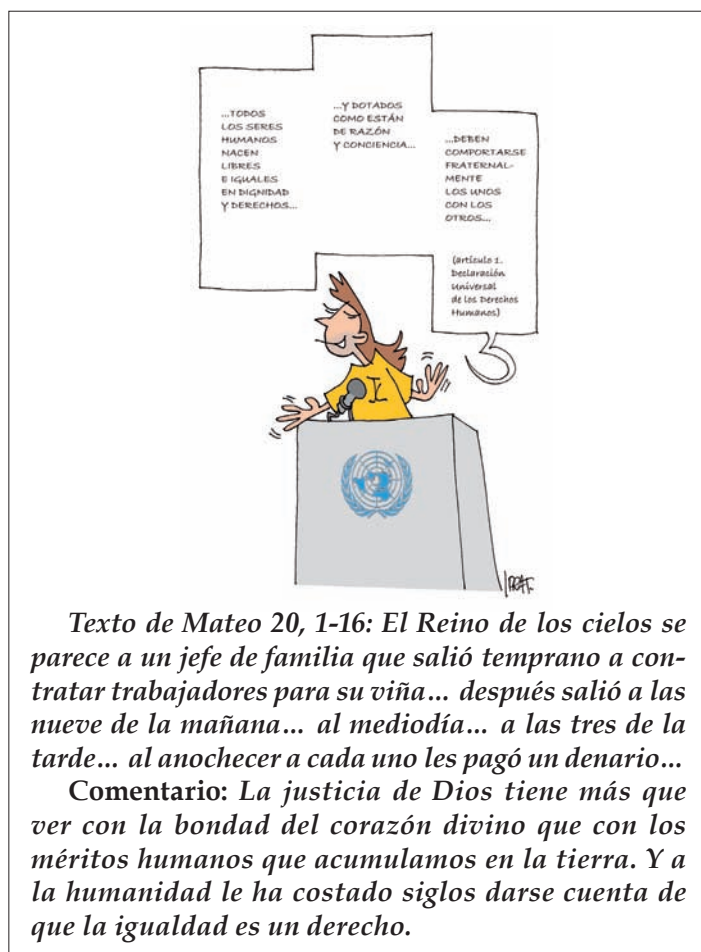 ...TODOS
LOS SERES
HUMANOS
NACEN
LIBRES
E IGUALES
EN DIGNIDAD
Y DERECHOS...
...Y DOTADOS
COMO ESTÁN
DE RAZÓN
Y CONCIENCIA...
...DEBEN
COMPORTARSE
FRATERNAL-
MENTE
LOS UNOS
CON LOS
OTROS...
(artículo 1.
Declaración
Universal
de los Derechos
Humanos)
Texto de Mateo 20, 1-16: El Reino de los cielos se
parece a un jefe de familia que salió temprano a con-
tratar trabajadores para su viña... después salió a las
nueve de la mañana... al mediodía... a las tres de la
tarde... al anochecer a cada uno les pagó un denario...
Comentario: La justicia de Dios tiene más que
ver con la bondad del corazón divino que con los
méritos humanos que acumulamos en la tierra. Y a
la humanidad le ha costado siglos darse cuenta de
que la igualdad es un derecho.